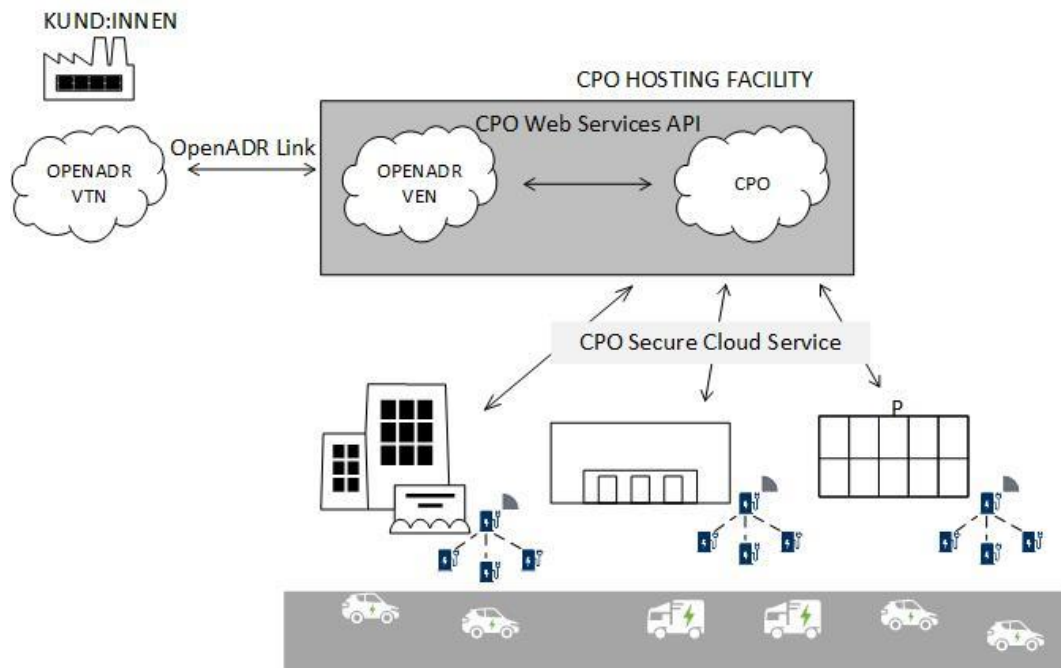 KUND:INNEN
CPO HOSTING FACILITY
CPO Web Services API
OpenADR Link
OPENADR
VTN
OPENADR
VEN
CPO
CPO Secure Cloud Service
P